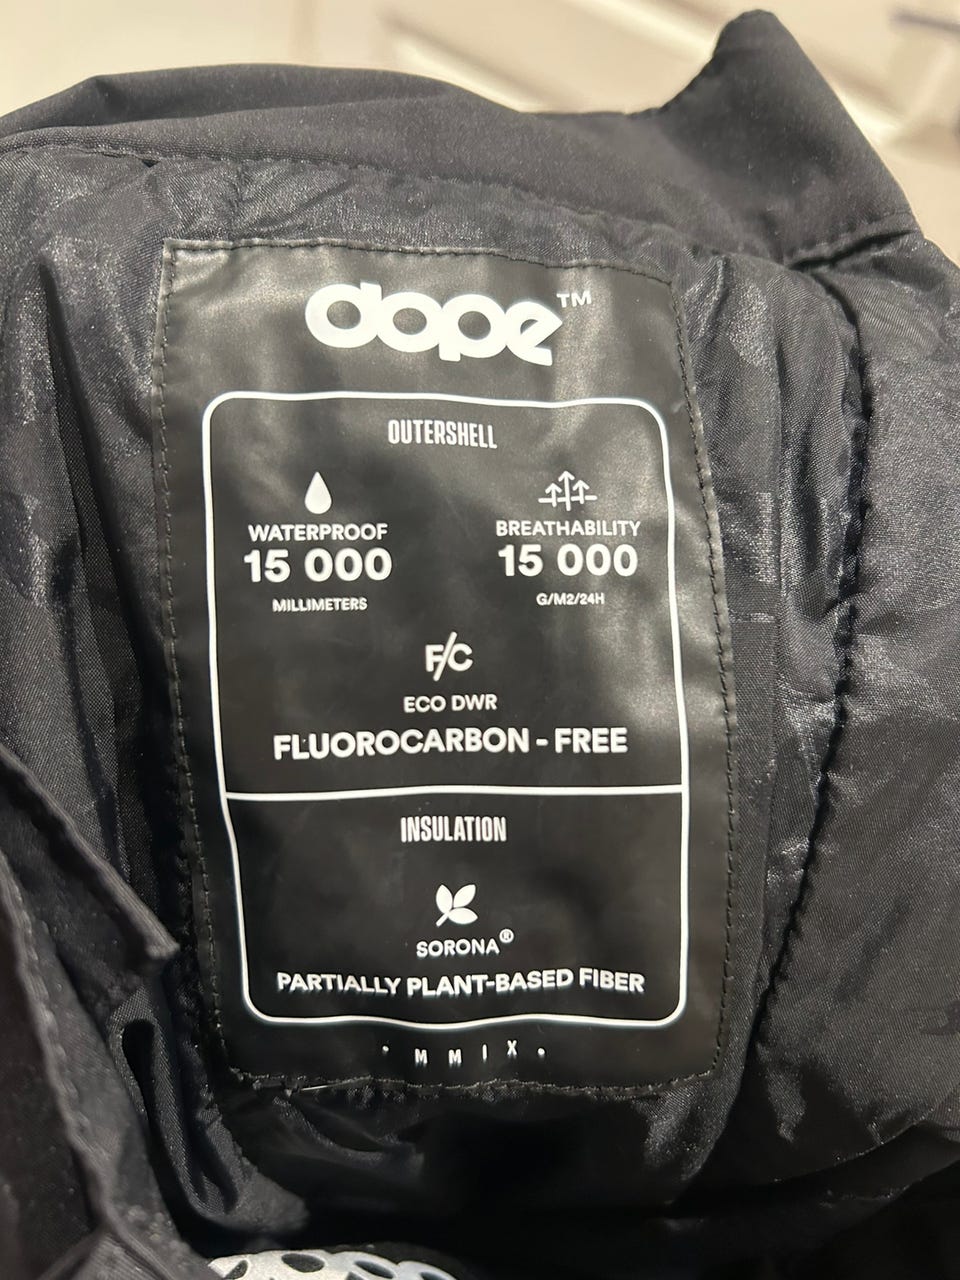 dope™
OUTERSHELL
WATERPROOF
15 000
MILLIMETERS
BREATHABILITY
15 000
G/M2/24H
F/C
ECO DWR
FLUOROCARBON - FREE
INSULATION
SORONA®
PARTIALLY PLANT-BASED FIBER
· M M I X ·